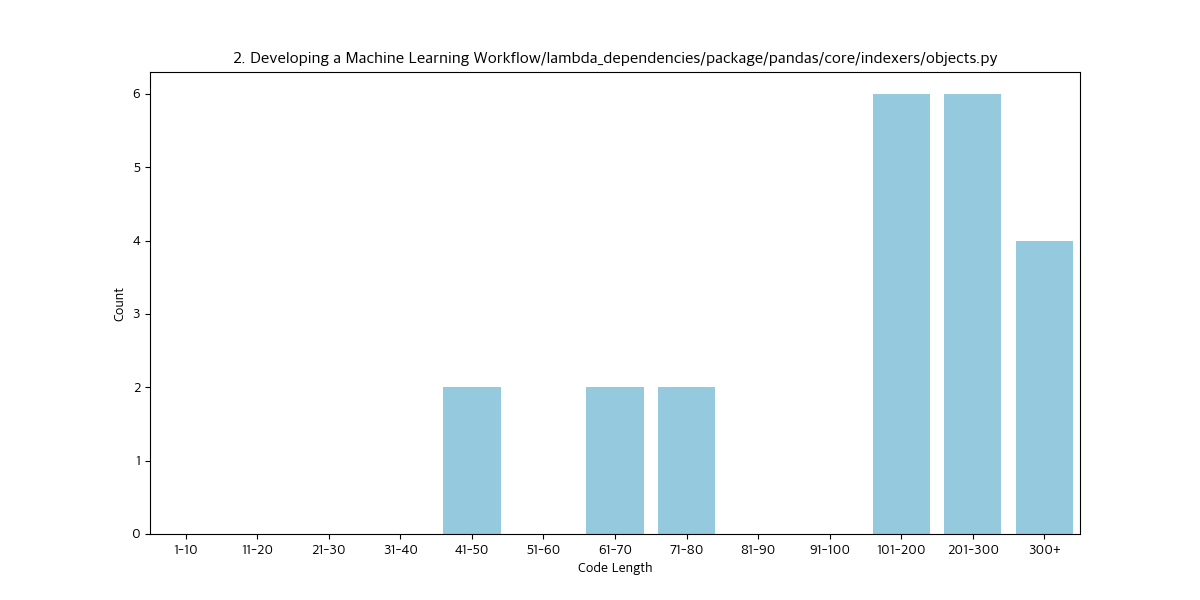 2. Developing a Machine Learning Workflow/lambda_dependencies/package/pandas/core/indexers/objects.py
Count
6
5
4
3
2
1
0
1-10 11-20 21-30 31-40 41-50 51-60 61-70 71-80 81-90 91-100 101-200 201-300 300+
Code Length